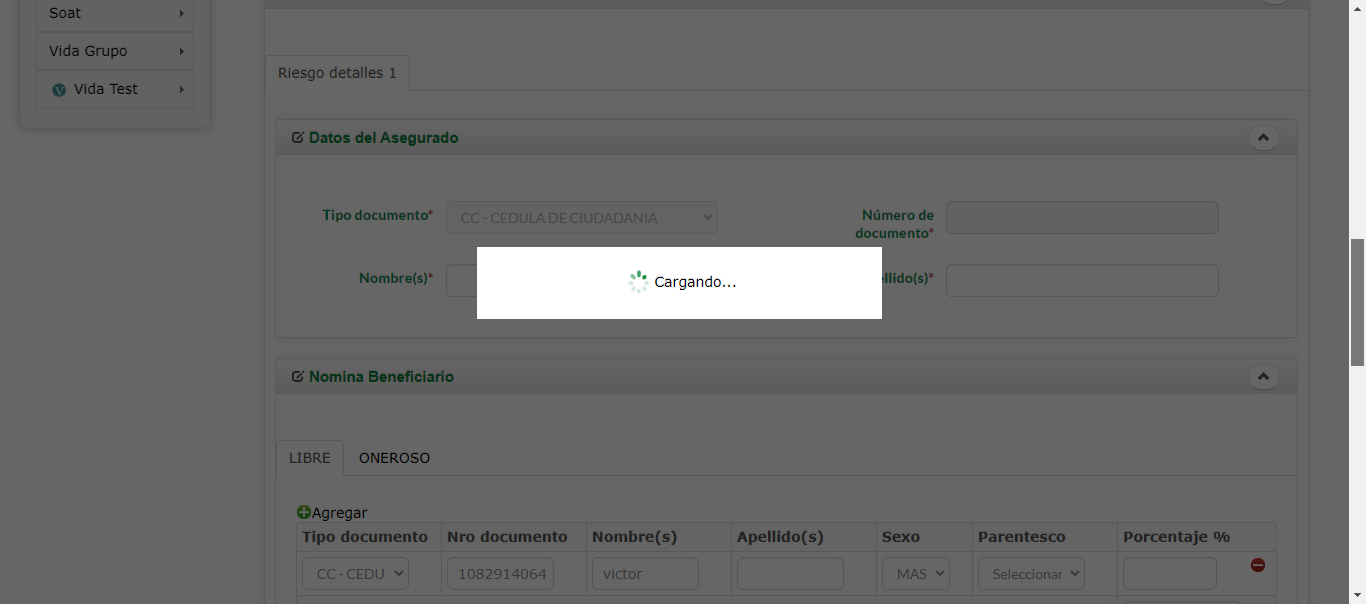 Soat
Vida Grupo
Vida Test
Riesgo detalles 1
Datos del Asegurado
Tipo documento*
CC - CEDULA DE CIUDADANIA
Número de
documento*
Nombre(s)*
Cargando...
ellido(s)*
Nomina Beneficiario
LIBRE ONEROSO
Agregar
Tipo documento Nro documento Nombre(s) Apellido(s) Sexo Parentesco Porcentaje %
CC - CEDU 1082914064 victor MAS Seleccionar